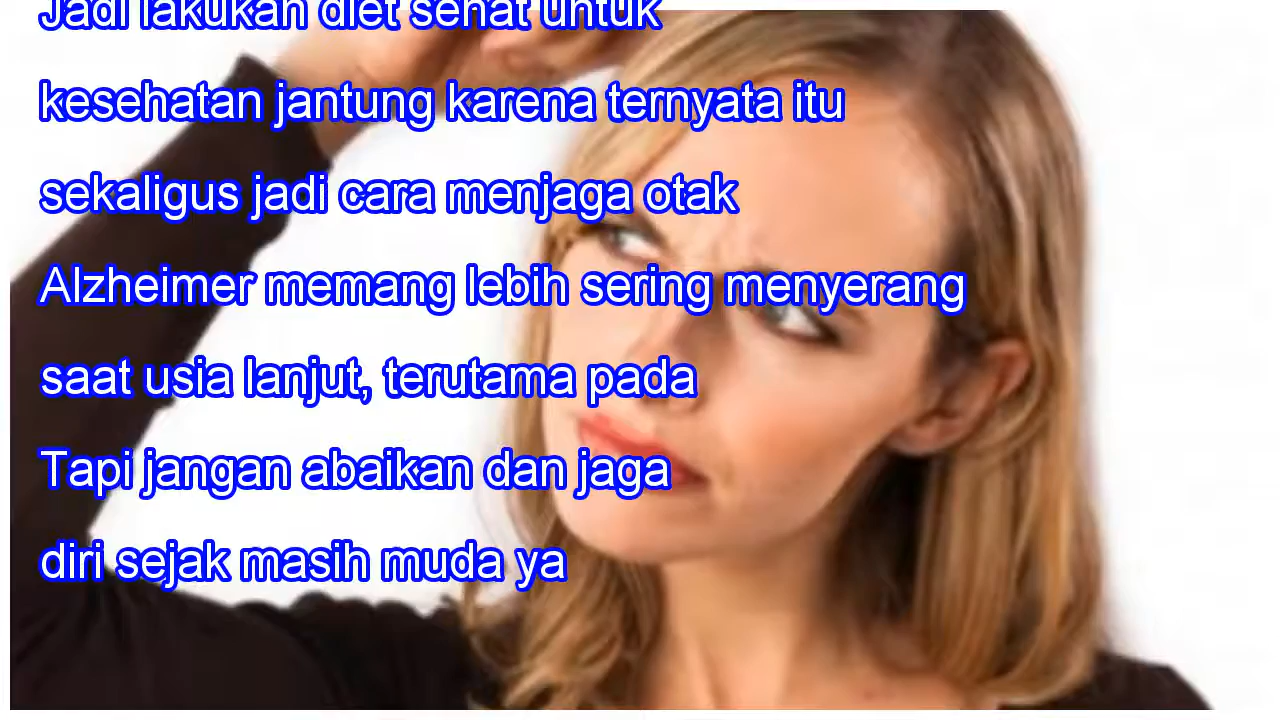 Jadi lakukan diet sehat untuk
kesehatan jantung karena ternyata itu
sekaligus jadi cara menjaga otak
Alzheimer memang lebih sering menyerang
saat usia lanjut, terutama pada
Tapi jangan abaikan dan jaga
diri sejak masih muda ya